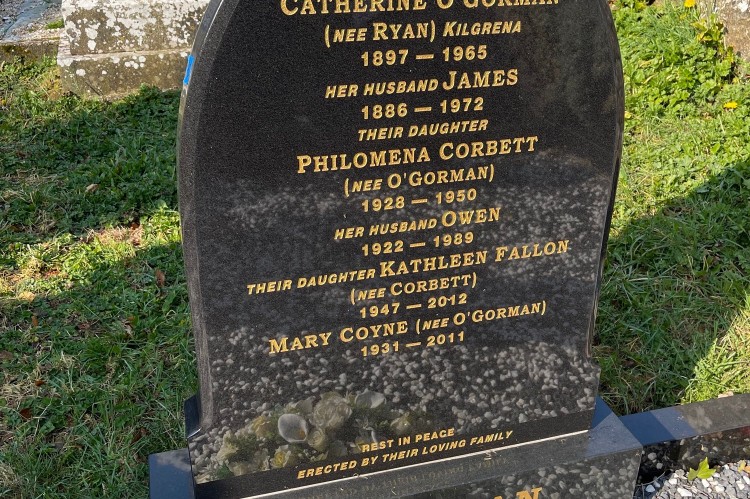 CATHERINE O'GORMAN
(NEE RYAN) KILGRENA
1897 — 1965
HER HUSBAND JAMES
1886 — 1972
THEIR DAUGHTER
PHILOMENA CORBETT
(NEE O'GORMAN)
1928 — 1950
HER HUSBAND OWEN
1922 — 1989
THEIR DAUGHTER KATHLEEN FALLON
(NEE CORBETT)
1947 — 2012
MARY COYNE (NEE O'GORMAN)
1931 — 2011
REST IN PEACE
ERECTED BY THEIR LOVING FAMILY